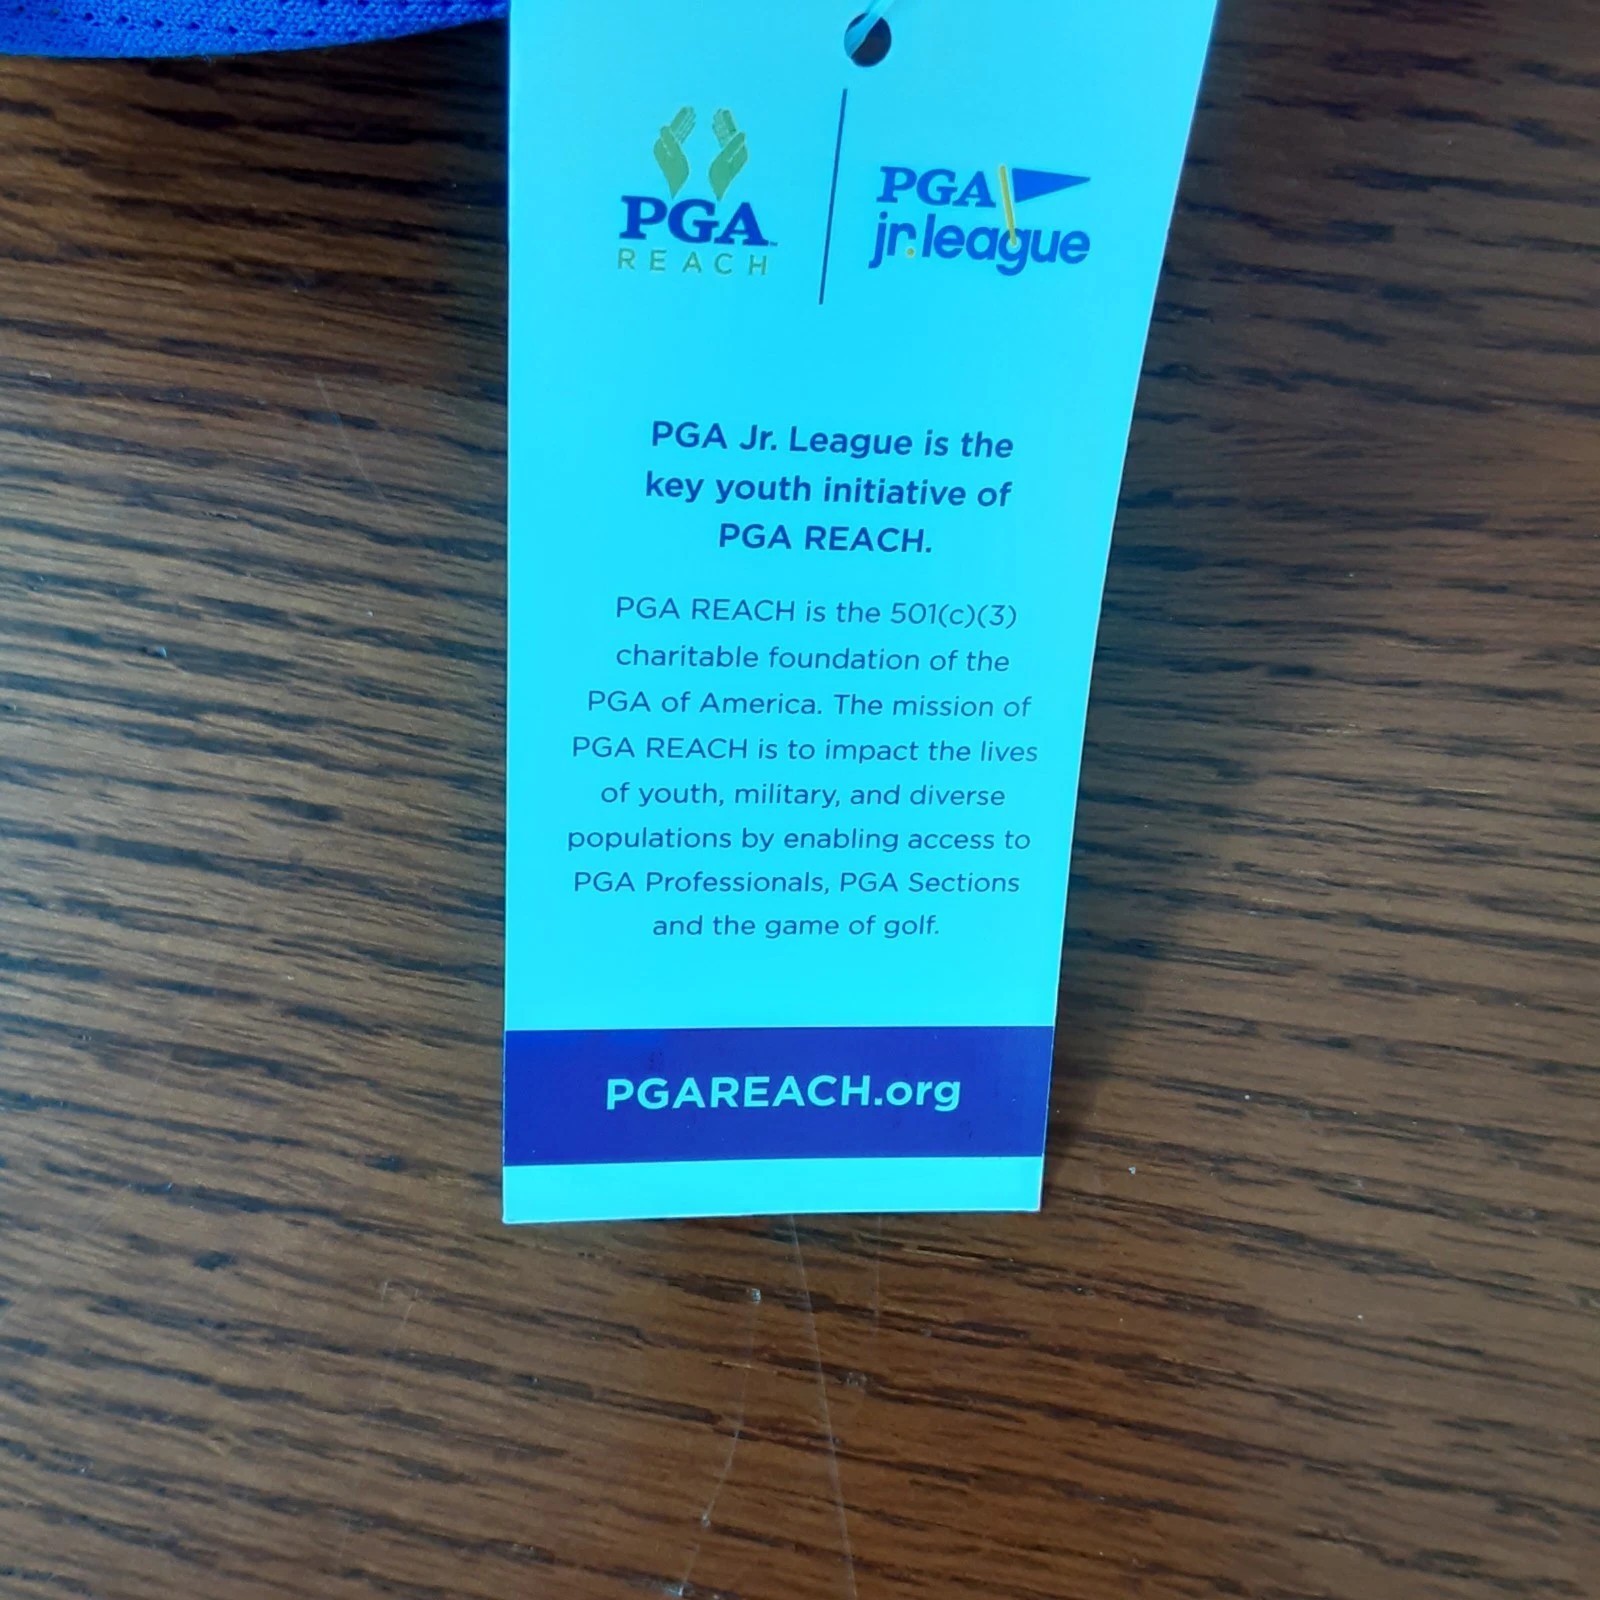 PGA™
REACH
PGA
jr.league
PGA Jr. League is the
key youth initiative of
PGA REACH.
PGA REACH is the 501(c)(3)
charitable foundation of the
PGA of America. The mission of
PGA REACH is to impact the lives
of youth, military, and diverse
populations by enabling access to
PGA Professionals, PGA Sections
and the game of golf.
PGAREACH.org